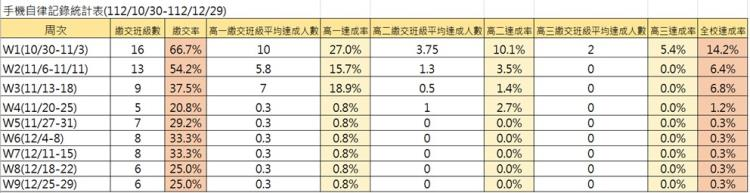 手機自律記錄統計表(112/10/30-112/12/29)
周次 繳交班級數 繳交率 高一繳交班級平均達成人數 高一達成率 高二繳交班級平均達成人數 高二達成率 高三繳交班級平均達成人數 高三達成率 全校達成率
W1(10/30-11/3) 16 66.7% 10 27.0% 3.75 10.1% 2 5.4% 14.2%
W2(11/6-11/11) 13 54.2% 5.8 15.7% 1.3 3.5% 0 0.0% 6.4%
W3(11/13-18) 9 37.5% 7 18.9% 0.5 1.4% 0 0.0% 6.8%
W4(11/20-25) 5 20.8% 0.3 0.8% 1 2.7% 0 0.0% 1.2%
W5(11/27-31) 7 29.2% 0.3 0.8% 0 0.0% 0 0.0% 0.3%
W6(12/4-8) 8 33.3% 0.3 0.8% 0 0.0% 0 0.0% 0.3%
W7(12/11-15) 8 33.3% 0.3 0.8% 0 0.0% 0 0.0% 0.3%
W8(12/18-22) 6 25.0% 0.3 0.8% 0 0.0% 0 0.0% 0.3%
W9(12/25-29) 6 25.0% 0.3 0.8% 0 0.0% 0 0.0% 0.3%